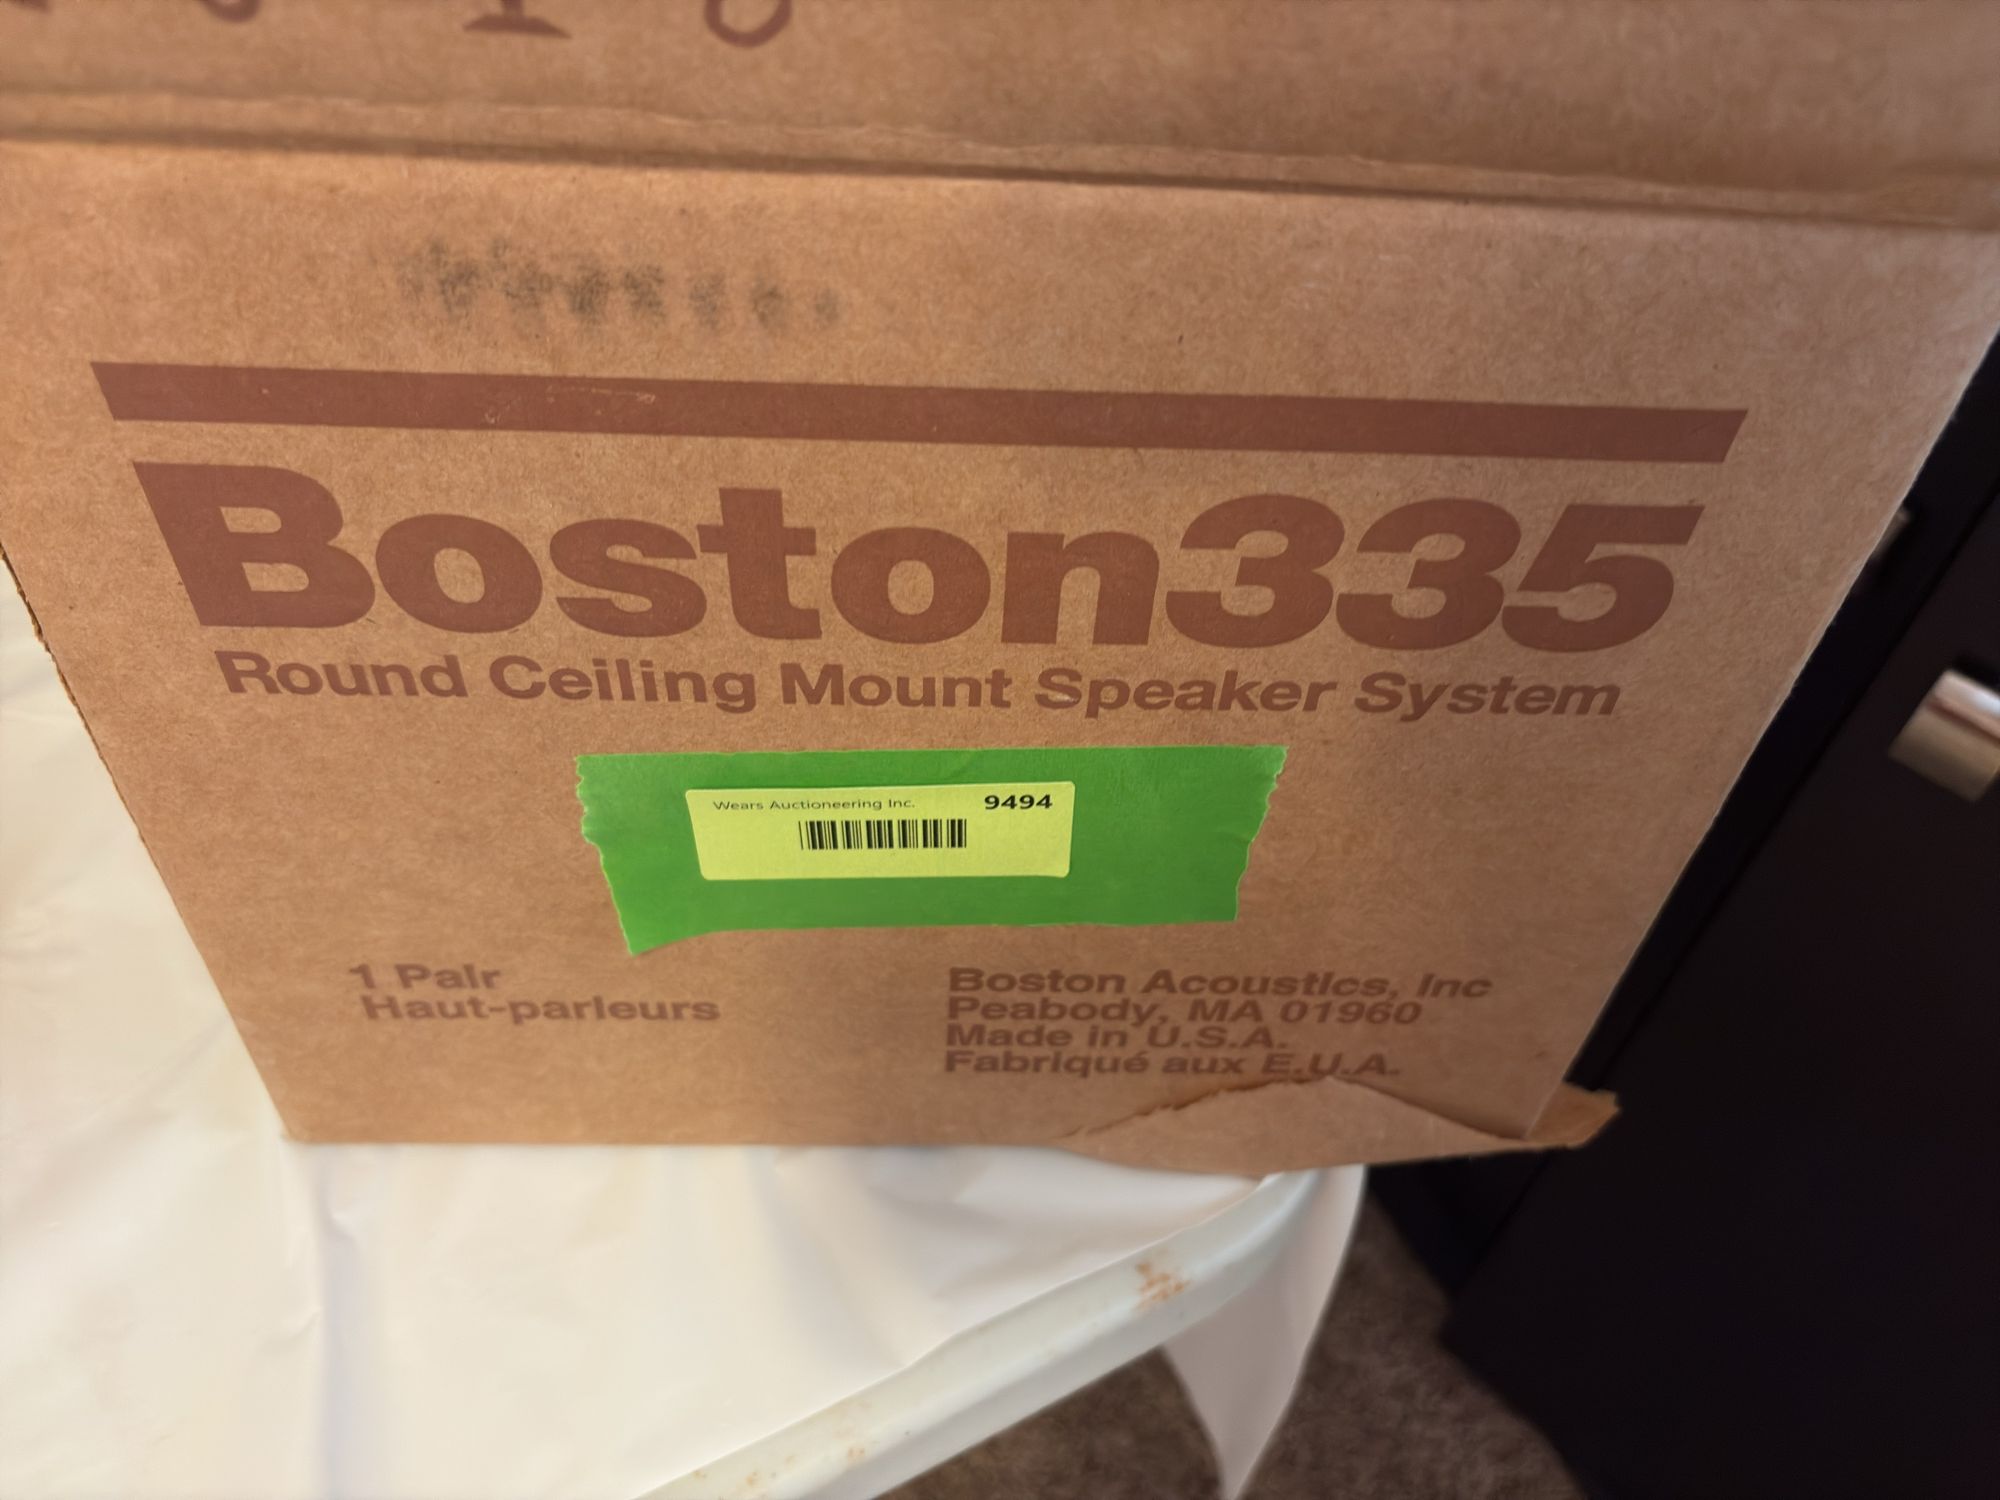 Boston335
Round Ceiling Mount Speaker System
Wears Auctioneering Inc. 9494
1 Pair
Haut-parleurs
Boston Acoustics, Inc
Peabody, MA 01960
Made in U.S.A.
Fabriqué aux E.U.A.